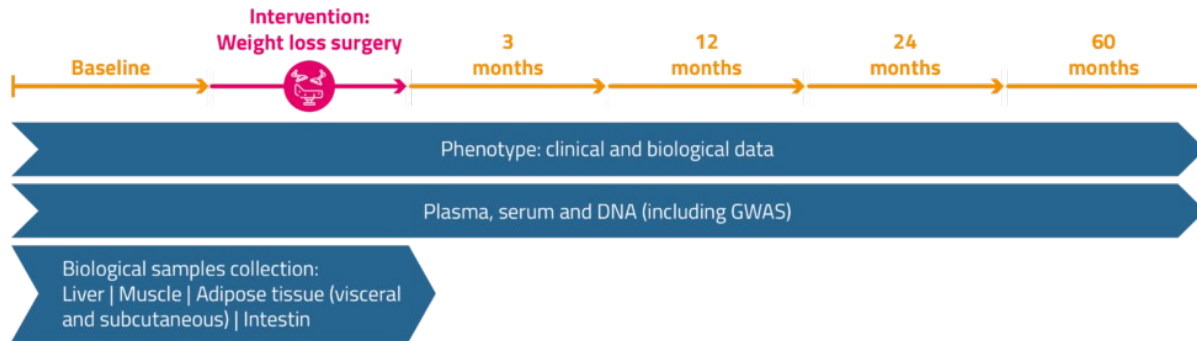 Intervention:
Weight loss surgery
Baseline
3
months
12
months
24
months
60
months
Phenotype: clinical and biological data
Plasma, serum and DNA (including GWAS)
Biological samples collection:
Liver | Muscle | Adipose tissue (visceral
and subcutaneous) | Intestin